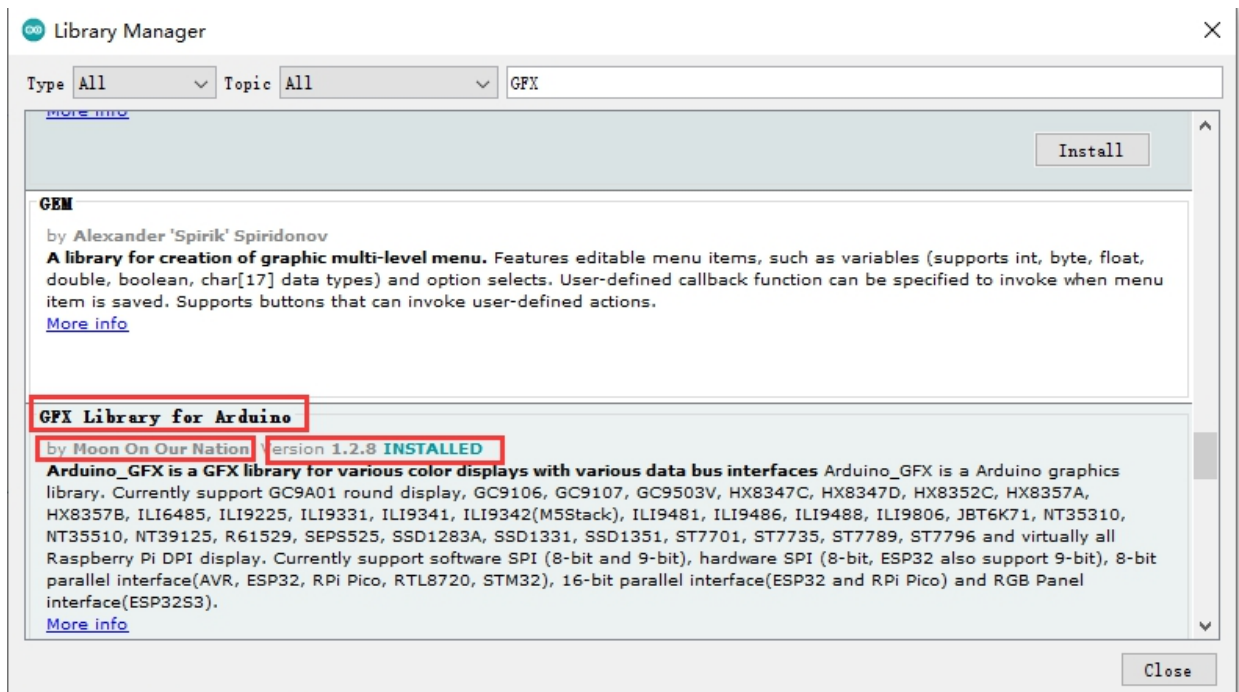 Library Manager
Type All Topic All GFX
More info
Install
GEM
by Alexander 'Spirik' Spiridonov
A library for creation of graphic multi-level menu. Features editable menu items, such as variables (supports int, byte, float,
double, boolean, char[17] data types) and option selects. User-defined callback function can be specified to invoke when menu
item is saved. Supports buttons that can invoke user-defined actions.
More info
GFX Library for Arduino
by Moon On Our Nation Version 1.2.8 INSTALLED
Arduino_GFX is a GFX library for various color displays with various data bus interfaces Arduino_GFX is a Arduino graphics
library. Currently support GC9A01 round display, GC9106, GC9107, GC9503V, HX8347C, HX8347D, HX8352C, HX8357A,
HX8357B, ILI6485, ILI9225, ILI9331, ILI9341, ILI9342(M5Stack), ILI9481, ILI9486, ILI9488, ILI9806, JBT6K71, NT35310,
NT35510, NT39125, R61529, SEPS525, SSD1283A, SSD1331, SSD1351, ST7701, ST7735, ST7789, ST7796 and virtually all
Raspberry Pi DPI display. Currently support software SPI (8-bit and 9-bit), hardware SPI (8-bit, ESP32 also support 9-bit), 8-bit
parallel interface(AVR, ESP32, RPi Pico, RTL8720, STM32), 16-bit parallel interface(ESP32 and RPi Pico) and RGB Panel
interface(ESP32S3).
More info
Close